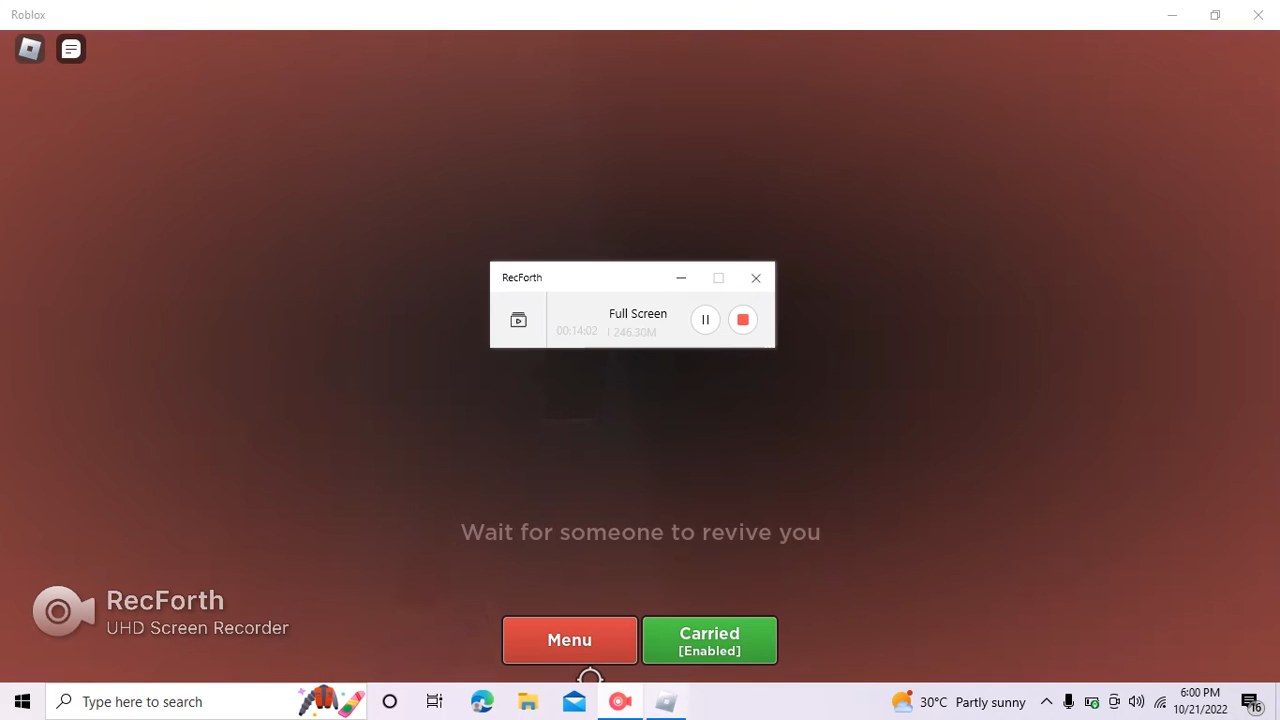 Roblox
RecForth
Full Screen
00:14:02 | 246.30M
Wait for someone to revive you
RecForth
UHD Screen Recorder
Menu
Carried
[Enabled]
Type here to search
30°C Partly sunny
6:00 PM
10/21/2022
16